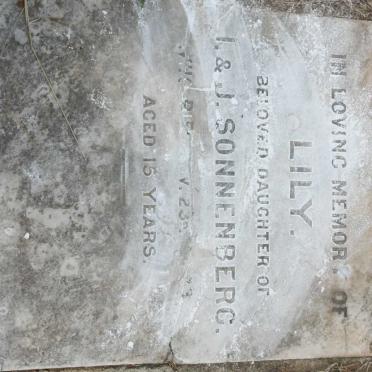 IN LOVING MEMORY OF
LILY.
BELOVED DAUGHTER OF
I. & J. SONNENBERG.
AGED 15 YEARS.